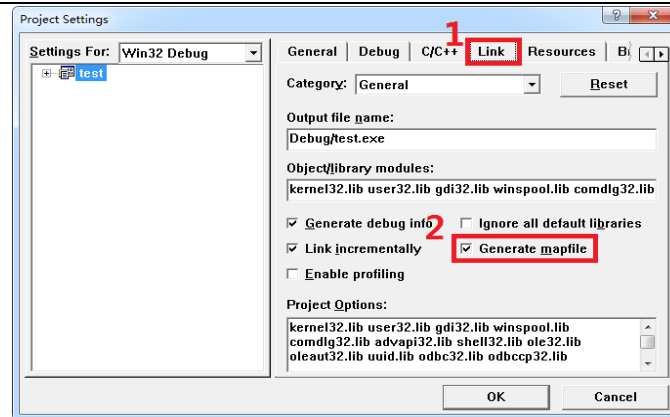 Project Settings
Settings For: Win32 Debug
test
1
General Debug C/C++ Link Resources B
Category: General Reset
Output file name:
Debug/test.exe
Object/library modules:
kernel32.lib user32.lib gdi32.lib winspool.lib comdlg32.lib
Generate debug info 2 Ignore all default libraries
Link incrementally Generate mapfile
Enable profiling
Project Options:
kernel32.lib user32.lib gdi32.lib winspool.lib
comdlg32.lib advapi32.lib shell32.lib ole32.lib
oleaut32.lib uuid.lib odbc32.lib odbccp32.lib
OK Cancel